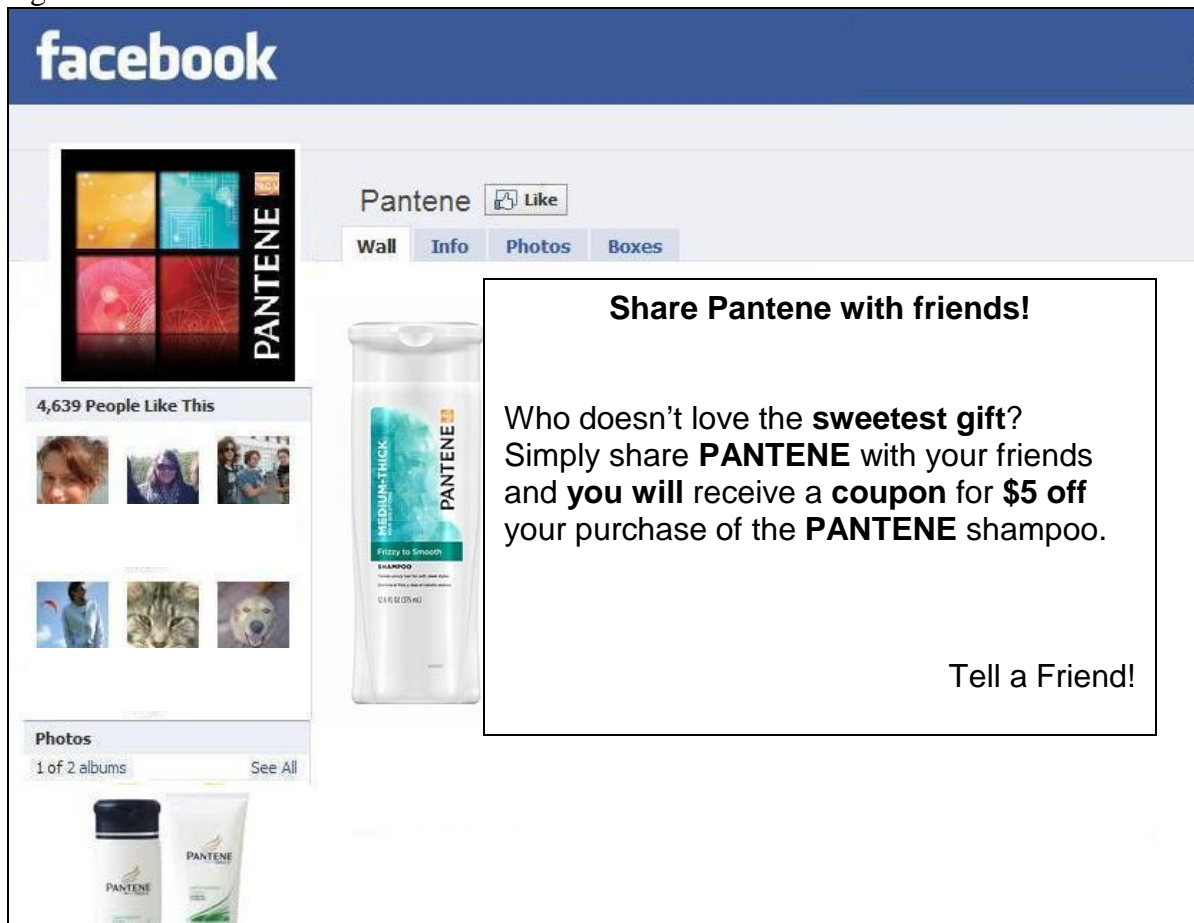 facebook
PANTENE
Pantene
Like
Wall Info Photos Boxes
4,639 People Like This
MEDIUM-THICK
PANTENE
Frizzy to Smooth
SHAMPOO
Share Pantene with friends!
Who doesn't love the sweetest gift?
Simply share PANTENE with your friends
and you will receive a coupon for $5 off
your purchase of the PANTENE shampoo.
Tell a Friend!
Photos
1 of 2 albums See All
PANTENE
PANTENE